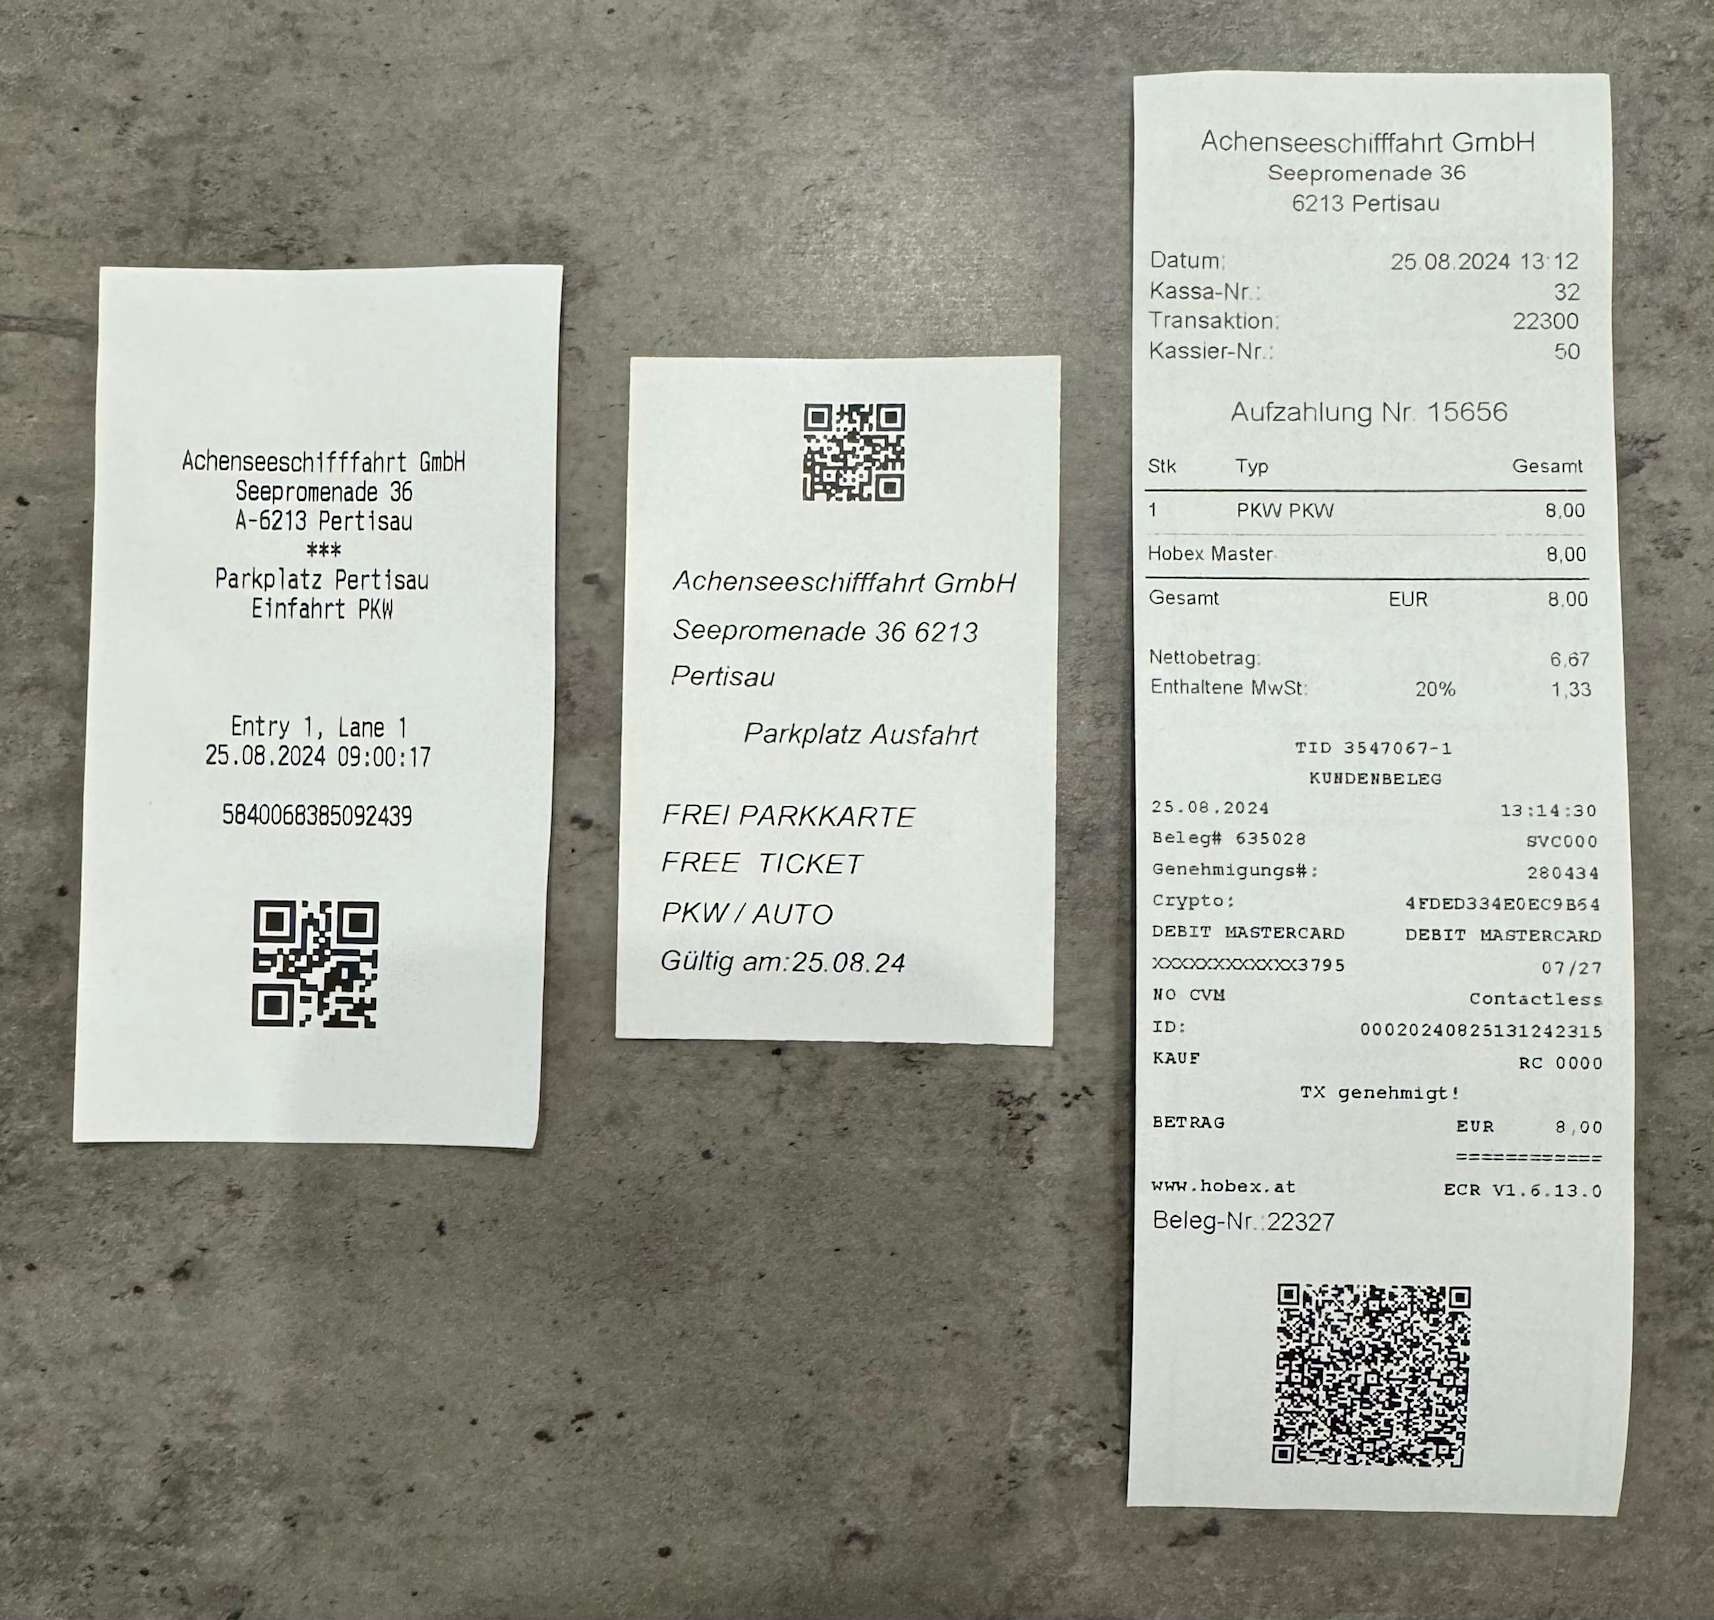 Achenseeschifffahrt GmbH
Seepromenade 36
A-6213 Pertisau
***
Parkplatz Pertisau
Einfahrt PKW
Entry 1, Lane 1
25.08.2024 09:00:17
5840068385092439
Achenseeschifffahrt GmbH
Seepromenade 36 6213
Pertisau
Parkplatz Ausfahrt
FREI PARKKARTE
FREE TICKET
PKW / AUTO
Gültig am:25.08.24
Achenseeschifffahrt GmbH
Seepromenade 36
6213 Pertisau
Datum: 25.08.2024 13:12
Kassa-Nr.: 32
Transaktion: 22300
Kassier-Nr.: 50
Aufzahlung Nr. 15656
Stk Typ Gesamt
1 PKW PKW 8,00
Hobex Master 8,00
Gesamt EUR 8,00
Nettobetrag: 6,67
Enthaltene MwSt: 20% 1,33
TID 3547067-1
KUNDENBELEG
25.08.2024 13:14:30
Beleg# 635028 SVC000
Genehmigungs#: 280434
Crypto: 4FDED334E0EC9B64
DEBIT MASTERCARD DEBIT MASTERCARD
XXXXXXXXXXXX3795 07/27
NO CVM Contactless
ID: 00020240825131242315
KAUF RC 0000
TX genehmigt!
BETRAG EUR 8,00
============
www.hobex.at ECR V1.6.13.0
Beleg-Nr.:22327